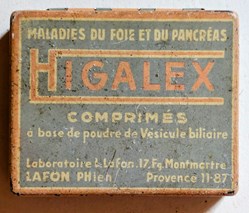 MALADIES DU FOIE ET DU PANCRÉAS
HIGALEX
COMPRIMÉS
à base de poudre de Vésicule biliaire
Laboratoire L. Lafon. 17, Fg. Montmartre
LAFON PHien Provence 11-87